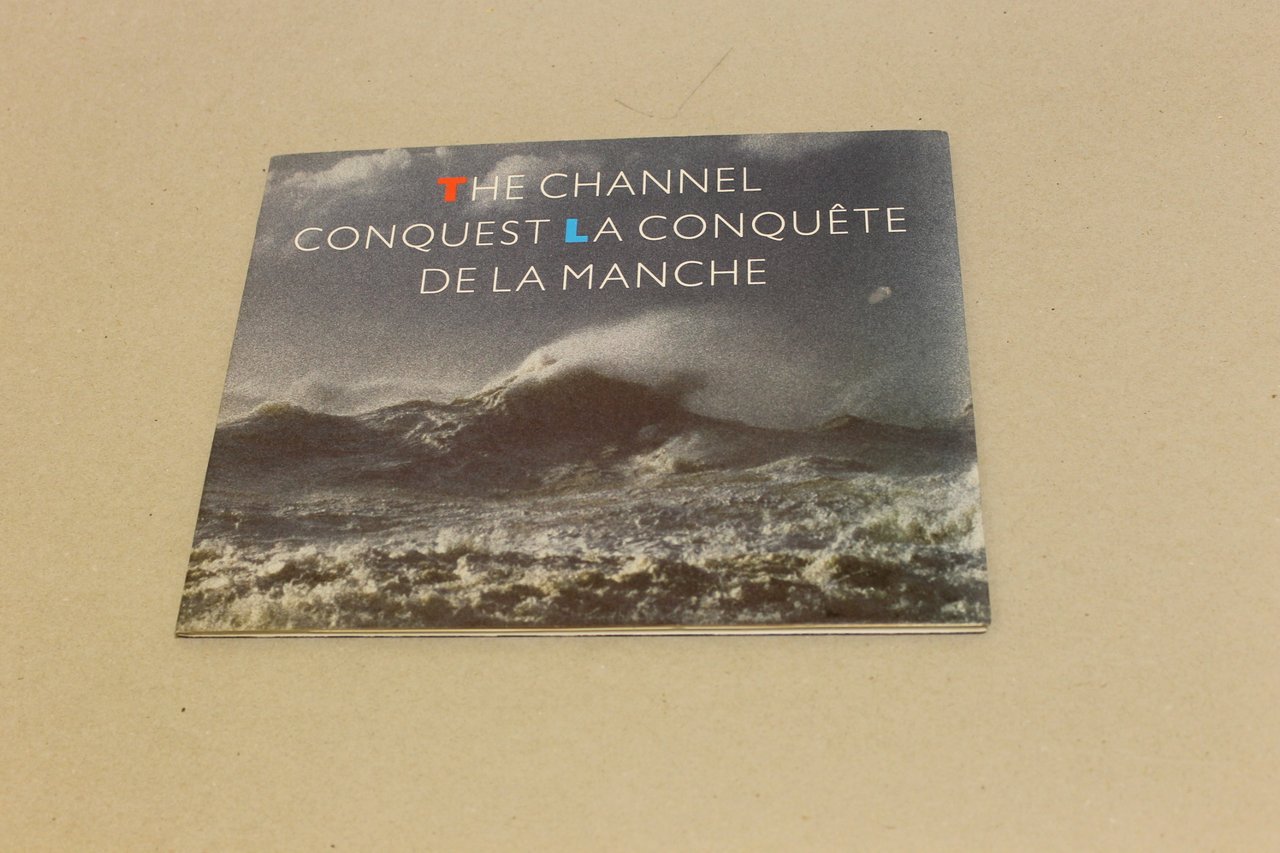 THE CHANNEL
CONQUEST LA CONQUÊTE
DE LA MANCHE